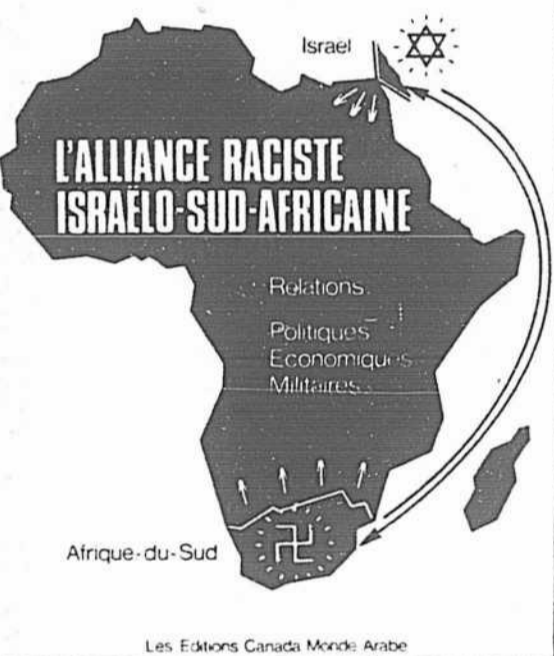 Israel
L'ALLIANCE RACISTE
ISRAËLO-SUD-AFRICAINE
Relations
Politiques
Economiques
Militaires
Afrique-du-Sud
Les Editions Canada Monde Arabe